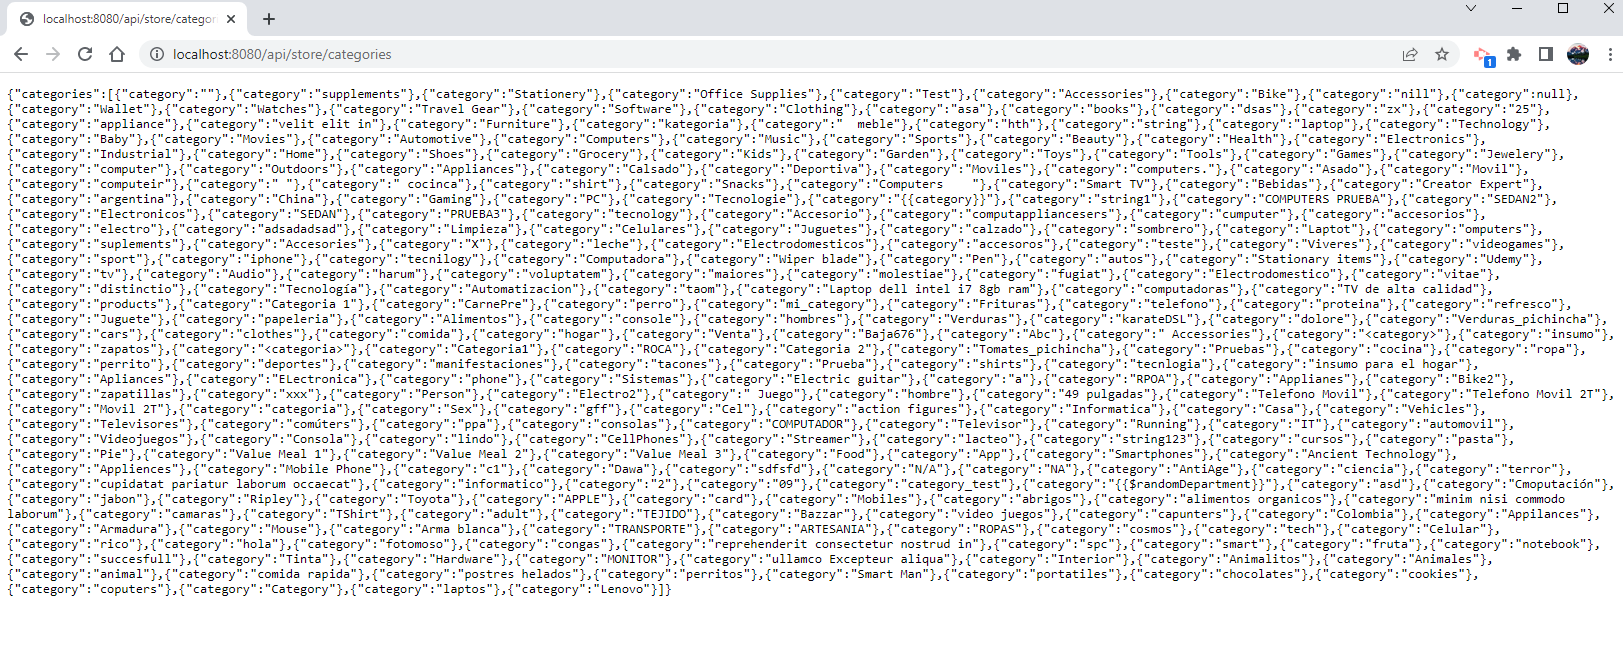 localhost:8080/api/store/categor
localhost:8080/api/store/categories
1
{"categories":[{"category":""},{"category":"supplements"},{"category":"Stationery"},{"category":"Office Supplies"},{"category":"Test"},{"category":"Accessories"},{"category":"Bike"},{"category":"nill"},{"category":null},
{"category":"Wallet"},{"category":"Watches"},{"category":"Travel Gear"},{"category":"Software"},{"category":"Clothing"},{"category":"asa"},{"category":"books"},{"category":"dsas"},{"category":"zx"},{"category":"25"},
{"category":"appliance"},{"category":"velit elit in"},{"category":"Furniture"},{"category":"kategoria"},{"category":"  meble"},{"category":"hth"},{"category":"string"},{"category":"laptop"},{"category":"Technology"},
{"category":"Baby"},{"category":"Movies"},{"category":"Automotive"},{"category":"Computers"},{"category":"Music"},{"category":"Sports"},{"category":"Beauty"},{"category":"Health"},{"category":"Electronics"},
{"category":"Industrial"},{"category":"Home"},{"category":"Shoes"},{"category":"Grocery"},{"category":"Kids"},{"category":"Garden"},{"category":"Toys"},{"category":"Tools"},{"category":"Games"},{"category":"Jewelery"},
{"category":"computer"},{"category":"Outdoors"},{"category":"Appliances"},{"category":"Calsado"},{"category":"Deportiva"},{"category":"Moviles"},{"category":"computers."},{"category":"Asado"},{"category":"Movil"},
{"category":"computeir"},{"category":" "},{"category":" cocinca"},{"category":"shirt"},{"category":"Snacks"},{"category":"Computers    "},{"category":"Smart TV"},{"category":"Bebidas"},{"category":"Creator Expert"},
{"category":"argentina"},{"category":"China"},{"category":"Gaming"},{"category":"PC"},{"category":"Tecnologie"},{"category":"{{category}}"},{"category":"string1"},{"category":"COMPUTERS PRUEBA"},{"category":"SEDAN2"},
{"category":"Electronicos"},{"category":"SEDAN"},{"category":"PRUEBA3"},{"category":"tecnology"},{"category":"Accesorio"},{"category":"computappliancesers"},{"category":"cumputer"},{"category":"accesorios"},
{"category":"electro"},{"category":"adsadadsad"},{"category":"Limpieza"},{"category":"Celulares"},{"category":"Juguetes"},{"category":"calzado"},{"category":"sombrero"},{"category":"Laptot"},{"category":"omputers"},
{"category":"suplements"},{"category":"Accesories"},{"category":"X"},{"category":"leche"},{"category":"Electrodomesticos"},{"category":"accesoros"},{"category":"teste"},{"category":"Viveres"},{"category":"videogames"},
{"category":"sport"},{"category":"iphone"},{"category":"tecnilogy"},{"category":"Computadora"},{"category":"Wiper blade"},{"category":"Pen"},{"category":"autos"},{"category":"Stationary items"},{"category":"Udemy"},
{"category":"tv"},{"category":"Audio"},{"category":"harum"},{"category":"voluptatem"},{"category":"maiores"},{"category":"molestiae"},{"category":"fugiat"},{"category":"Electrodomestico"},{"category":"vitae"},
{"category":"distinctio"},{"category":"Tecnología"},{"category":"Automatizacion"},{"category":"taom"},{"category":"Laptop dell intel i7 8gb ram"},{"category":"computadoras"},{"category":"TV de alta calidad"},
{"category":"products"},{"category":"Categoria 1"},{"category":"CarnePre"},{"category":"perro"},{"category":"mi_category"},{"category":"Frituras"},{"category":"telefono"},{"category":"proteina"},{"category":"refresco"},
{"category":"Juguete"},{"category":"papeleria"},{"category":"Alimentos"},{"category":"console"},{"category":"hombres"},{"category":"Verduras"},{"category":"karateDSL"},{"category":"dolore"},{"category":"Verduras_pichincha"},
{"category":"cars"},{"category":"clothes"},{"category":"comida"},{"category":"hogar"},{"category":"Venta"},{"category":"Baja676"},{"category":"Abc"},{"category":" Accessories"},{"category":"<category>"},{"category":"insumo"},
{"category":"zapatos"},{"category":"<categoria>"},{"category":"Categoria1"},{"category":"ROCA"},{"category":"Categoria 2"},{"category":"Tomates_pichincha"},{"category":"Pruebas"},{"category":"cocina"},{"category":"ropa"},
{"category":"perrito"},{"category":"deportes"},{"category":"manifestaciones"},{"category":"tacones"},{"category":"Prueba"},{"category":"shirts"},{"category":"tecnlogia"},{"category":"insumo para el hogar"},
{"category":"Apliances"},{"category":"ELectronica"},{"category":"phone"},{"category":"Sistemas"},{"category":"Electric guitar"},{"category":"a"},{"category":"RPOA"},{"category":"Applianes"},{"category":"Bike2"},
{"category":"zapatillas"},{"category":"xxx"},{"category":"Person"},{"category":"Electro2"},{"category":" Juego"},{"category":"hombre"},{"category":"49 pulgadas"},{"category":"Telefono Movil"},{"category":"Telefono Movil 2T"},
{"category":"Movil 2T"},{"category":"categoria"},{"category":"Sex"},{"category":"gff"},{"category":"Cel"},{"category":"action figures"},{"category":"Informatica"},{"category":"Casa"},{"category":"Vehicles"},
{"category":"Televisores"},{"category":"comúters"},{"category":"ppa"},{"category":"consolas"},{"category":"COMPUTADOR"},{"category":"Televisor"},{"category":"Running"},{"category":"IT"},{"category":"automovil"},
{"category":"Videojuegos"},{"category":"Consola"},{"category":"lindo"},{"category":"CellPhones"},{"category":"Streamer"},{"category":"lacteo"},{"category":"string123"},{"category":"cursos"},{"category":"pasta"},
{"category":"Pie"},{"category":"Value Meal 1"},{"category":"Value Meal 2"},{"category":"Value Meal 3"},{"category":"Food"},{"category":"App"},{"category":"Smartphones"},{"category":"Ancient Technology"},
{"category":"Appliences"},{"category":"Mobile Phone"},{"category":"c1"},{"category":"Dawa"},{"category":"sdfsfd"},{"category":"N/A"},{"category":"NA"},{"category":"AntiAge"},{"category":"ciencia"},{"category":"terror"},
{"category":"cupidatat pariatur laborum occaecat"},{"category":"informatico"},{"category":"2"},{"category":"09"},{"category":"category_test"},{"category":"{{$randomDepartment}}"},{"category":"asd"},{"category":"Cmoputación"},
{"category":"jabon"},{"category":"Ripley"},{"category":"Toyota"},{"category":"APPLE"},{"category":"card"},{"category":"Mobiles"},{"category":"abrigos"},{"category":"alimentos organicos"},{"category":"minim nisi commodo
laborum"},{"category":"camaras"},{"category":"TShirt"},{"category":"adult"},{"category":"TEJIDO"},{"category":"Bazzar"},{"category":"video juegos"},{"category":"capunters"},{"category":"Colombia"},{"category":"Appliances"},
{"category":"Armadura"},{"category":"Mouse"},{"category":"Arma blanca"},{"category":"TRANSPORTE"},{"category":"ARTESANIA"},{"category":"ROPAS"},{"category":"cosmos"},{"category":"tech"},{"category":"Celular"},
{"category":"rico"},{"category":"hola"},{"category":"fotomoso"},{"category":"congas"},{"category":"reprehenderit consectetur nostrud in"},{"category":"spc"},{"category":"smart"},{"category":"fruta"},{"category":"notebook"},
{"category":"succesfull"},{"category":"Tinta"},{"category":"Hardware"},{"category":"MONITOR"},{"category":"ullamco Excepteur aliqua"},{"category":"Interior"},{"category":"Animalitos"},{"category":"Animales"},
{"category":"animal"},{"category":"comida rapida"},{"category":"postres helados"},{"category":"perritos"},{"category":"Smart Man"},{"category":"portatiles"},{"category":"chocolates"},{"category":"cookies"},
{"category":"coputers"},{"category":"Category"},{"category":"laptos"},{"category":"Lenovo"}]}